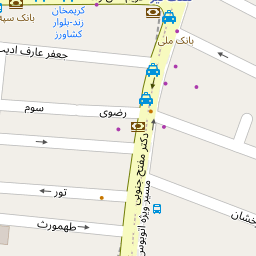 بانک سپه
کریمخان
زند-بلوار
کشاورز
بانک ملی
جعفر عارف ادیب
سوم
رضوی
دکتر مفتح جنوبی
مسیر ویژه اتوبوس
تور
طهمورث